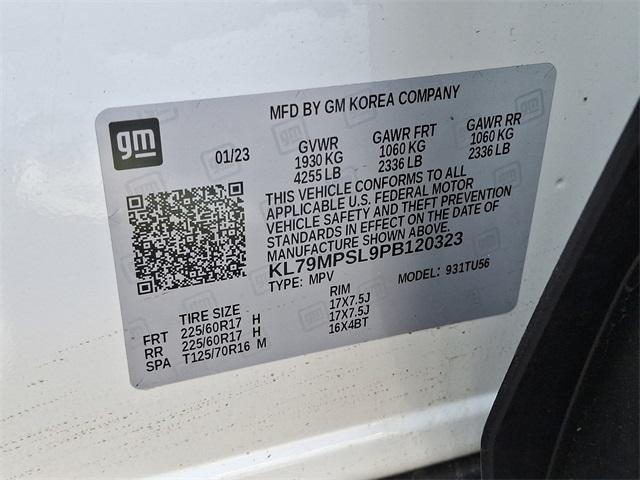 MFD BY GM KOREA COMPANY
gm
01/23
GVWR GAWR FRT GAWR RR
1930 KG 1060 KG 1060 KG
4255 LB 2336 LB 2336 LB
THIS VEHICLE CONFORMS TO ALL
APPLICABLE U.S. FEDERAL MOTOR
VEHICLE SAFETY AND THEFT PREVENTION
STANDARDS IN EFFECT ON THE DATE OF
MANUFACTURE SHOWN ABOVE.
KL79MPSL9PB120323
TYPE: MPV MODEL: 931TU56
TIRE SIZE RIM
FRT 225/60R17 H 17X7.5J
RR 225/60R17 H 17X7.5J
SPA T125/70R16 M 16X4BT